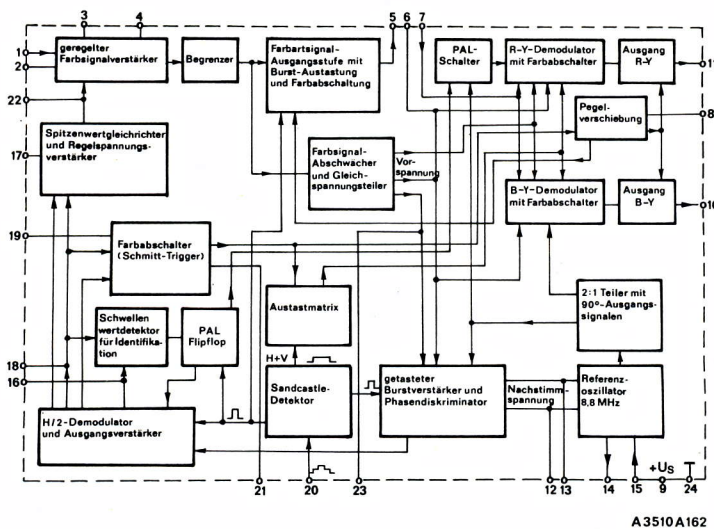 3
4
5
6
7
1
2
geregelter
Farbsignalverstärker
Begrenzer
Farbartsignal-
Ausgangsstufe mit
Burst-Austastung
und Farbabschaltung
PAL-
Schalter
R-Y-Demodulator
mit Farbabschalter
Ausgang
R-Y
22
Spitzenwertgleichrichter
und Regelspannungs-
verstärker
17
Farbsignal-
Abschwächer
und Gleich-
spannungsteiler
Vor-
spannung
Pegel-
verschiebung
8
B-Y-Demodulator
mit Farbabschalter
Ausgang
B-Y
10
19
Farbabschalter
(Schmitt-Trigger)
Schwellen
wertdetektor
für Identifika
tion
PAL
Flipflop
Austastmatrix
H+V
2:1 Teiler mit
90°-Ausgangs-
signalen
18
16
H/2-Demodulator
und Ausgangsverstärker
Sandcastle-
Detektor
getasteter
Burstverstärker und
Phasendiskriminator
Nachstimm-
spannung
Referenz-
oszillator
8,8 MHz
+US
21
20
23
12
13
14
15
9
24
A3510A162